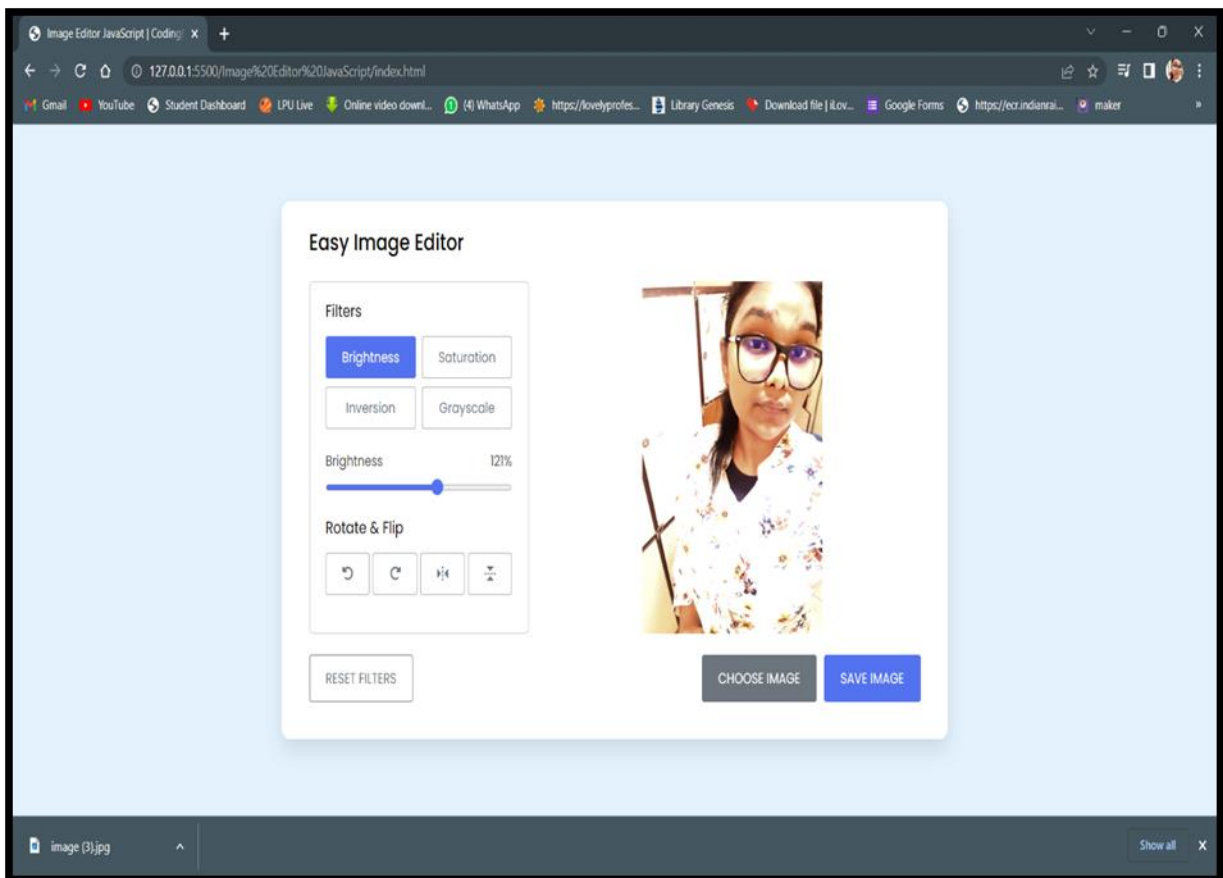 Image Editor JavaScript | Coding
127.0.0.1:5500/Image%20Editor%20JavaScript/index.html
Gmail YouTube Student Dashboard LPU Live Online video downl... (4) WhatsApp https://lovelyprofes... Library Genesis Download file | iLov... Google Forms https://ecr.indianrai... maker »
Easy Image Editor
Filters
Brightness Saturation
Inversion Grayscale
Brightness 121%
Rotate & Flip
RESET FILTERS CHOOSE IMAGE SAVE IMAGE
image (3).jpg Show all